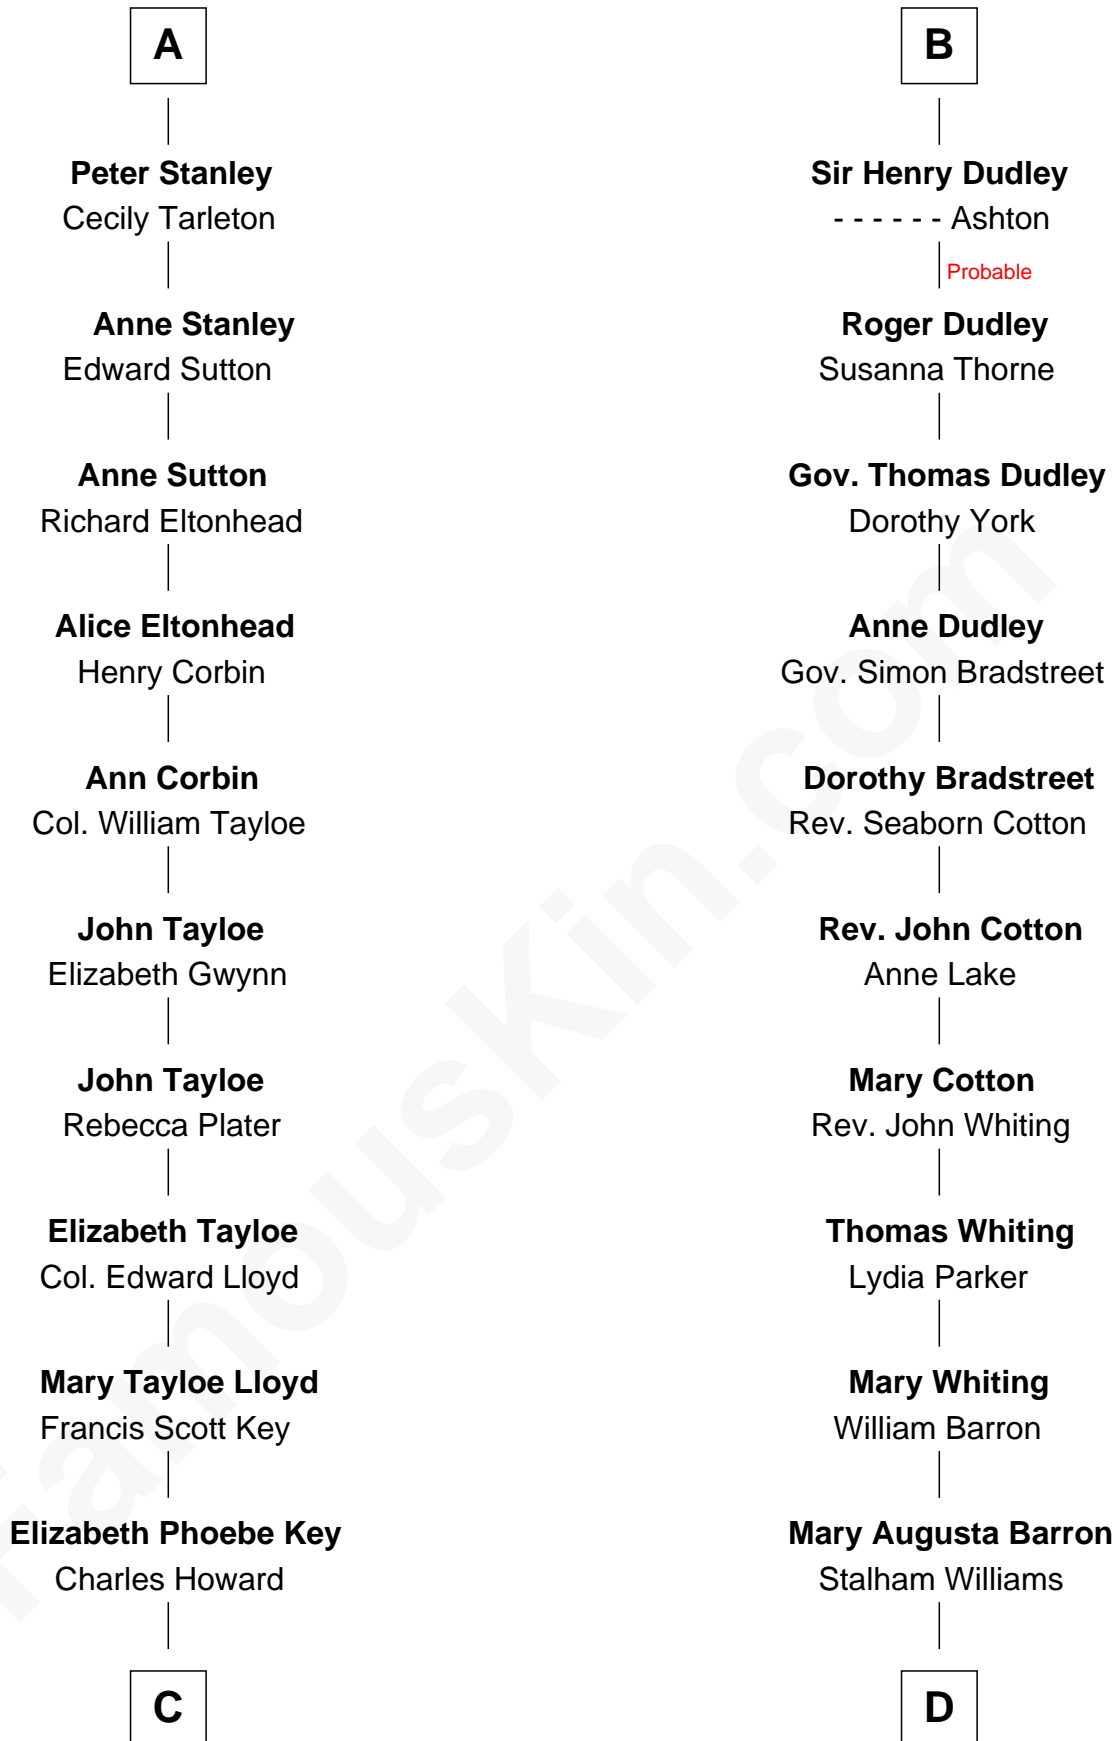 A
Peter Stanley
Cecily Tarleton
Anne Stanley
Edward Sutton
Anne Sutton
Richard Eltonhead
Alice Eltonhead
Henry Corbin
Ann Corbin
Col. William Tayloe
John Tayloe
Elizabeth Gwynn
John Tayloe
Rebecca Plater
Elizabeth Tayloe
Col. Edward Lloyd
Mary Tayloe Lloyd
Francis Scott Key
Elizabeth Phoebe Key
Charles Howard
C
B
Sir Henry Dudley
- - - - - - Ashton
Probable
Roger Dudley
Susanna Thorne
Gov. Thomas Dudley
Dorothy York
Anne Dudley
Gov. Simon Bradstreet
Dorothy Bradstreet
Rev. Seaborn Cotton
Rev. John Cotton
Anne Lake
Mary Cotton
Rev. John Whiting
Thomas Whiting
Lydia Parker
Mary Whiting
William Barron
Mary Augusta Barron
Stalham Williams
D
FamousKin.com